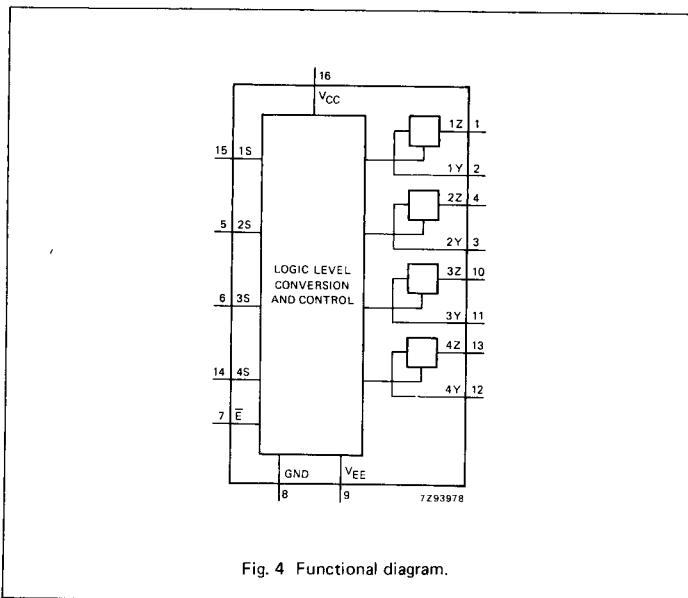 16
VCC
1Z 1
15 1S
1Y 2
2Z 4
5 2S
2Y 3
LOGIC LEVEL
CONVERSION
AND CONTROL
3Z 10
6 3S
3Y 11
4Z 13
14 4S
4Y 12
7 E̅
GND
VEE
8
9
7Z93978
Fig. 4 Functional diagram.